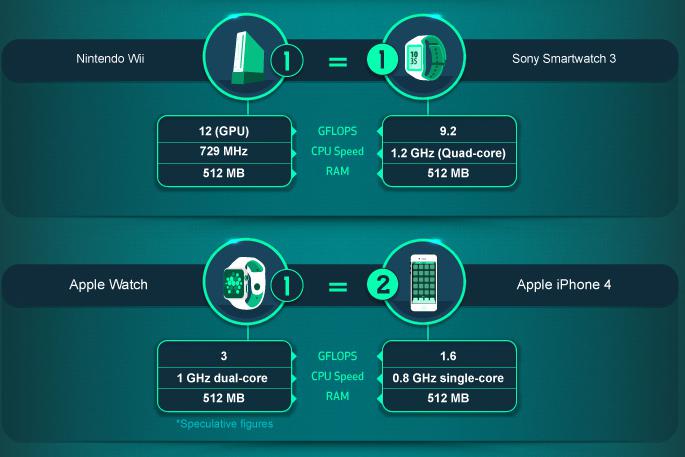 Nintendo Wii
1
=
1
10
35
Sony Smartwatch 3
12 (GPU)
GFLOPS
9.2
729 MHz
CPU Speed
1.2 GHz (Quad-core)
512 MB
RAM
512 MB
Apple Watch
1
=
2
Apple iPhone 4
3
GFLOPS
1.6
1 GHz dual-core
CPU Speed
0.8 GHz single-core
512 MB
RAM
512 MB
*Speculative figures